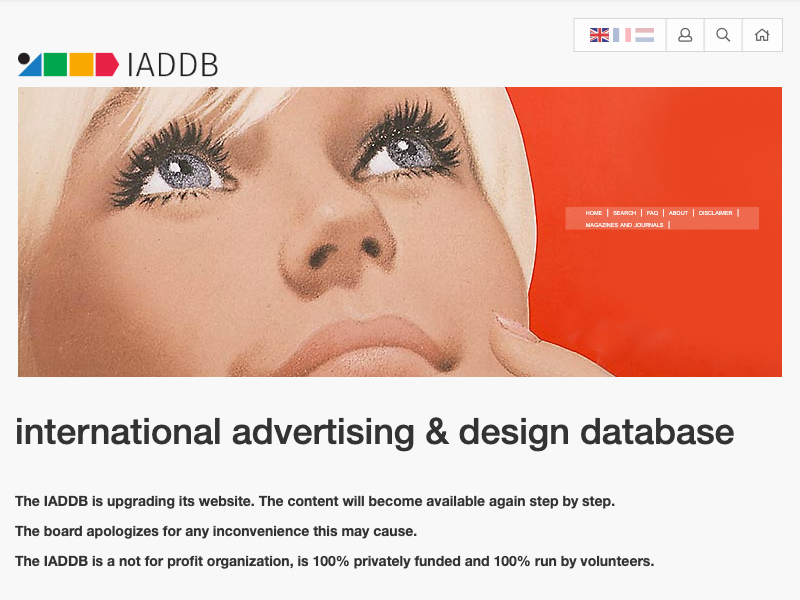 IADDB
HOME | SEARCH | FAQ | ABOUT | DISCLAIMER |
MAGAZINES AND JOURNALS |
international advertising & design database
The IADDB is upgrading its website. The content will become available again step by step.
The board apologizes for any inconvenience this may cause.
The IADDB is a not for profit organization, is 100% privately funded and 100% run by volunteers.